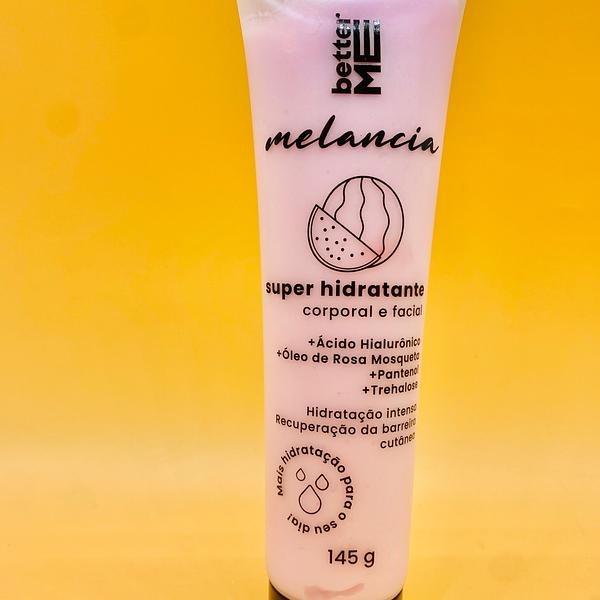 better
ME
melancia
super hidratante
corporal e facial
+Ácido Hialurônico
+Óleo de Rosa Mosqueta
+Pantenol
+Trehalose
Hidratação intensa
Recuperação da barreira
cutânea
Mais hidratação para o seu dia!
145 g